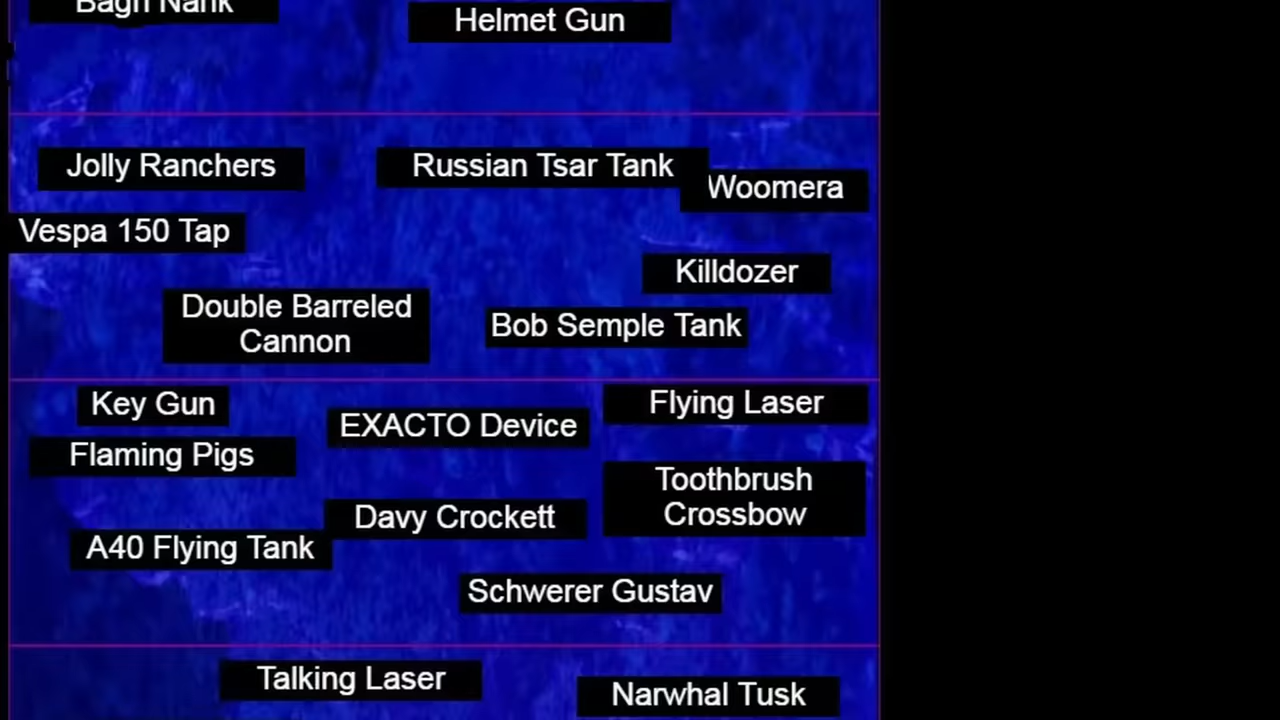 Bagh Nahk
Helmet Gun
Jolly Ranchers
Russian Tsar Tank
Woomera
Vespa 150 Tap
Killdozer
Double Barreled
Cannon
Bob Semple Tank
Key Gun
EXACTO Device
Flying Laser
Flaming Pigs
Toothbrush
Crossbow
Davy Crockett
A40 Flying Tank
Schwerer Gustav
Talking Laser
Narwhal Tusk